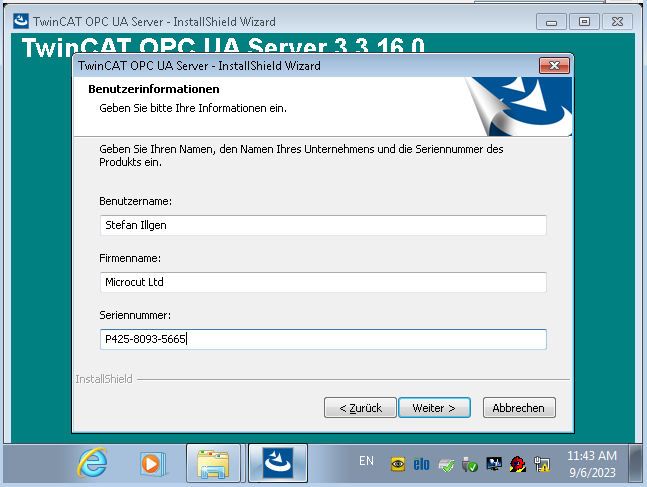 TwinCAT OPC UA Server - InstallShield Wizard
TwinCAT OPC UA Server 3.3.16.0
TwinCAT OPC UA Server - InstallShield Wizard
Benutzerinformationen
Geben Sie bitte Ihre Informationen ein.
Geben Sie Ihren Namen, den Namen Ihres Unternehmens und die Seriennummer des
Produkts ein.
Benutzername:
Stefan Illgen
Firmenname:
Microcut Ltd
Seriennummer:
P425-8093-5665
InstallShield
< Zurück
Weiter >
Abbrechen
EN
elo
11:43 AM
9/6/2023